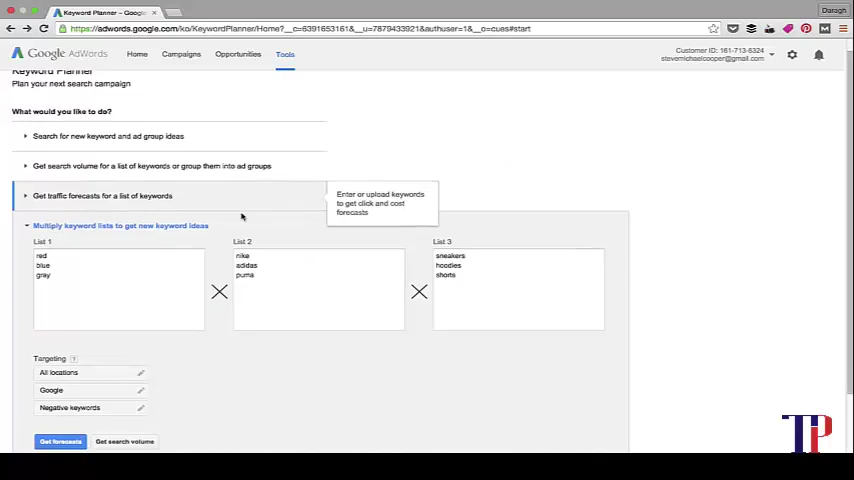 Keyword Planner – Goog
Daragh
https://adwords.google.com/ko/KeywordPlanner/Home?__c=6391653161&__u=7879433921&authuser=1&__o=cues#start
Google AdWords
Home
Campaigns
Opportunities
Tools
Customer ID: 161-713-6324
stevemichaelcooper@gmail.com
Keyword Planner
Plan your next search campaign
What would you like to do?
Search for new keyword and ad group ideas
Get search volume for a list of keywords or group them into ad groups
Get traffic forecasts for a list of keywords
Enter or upload keywords
to get click and cost
forecasts
Multiply keyword lists to get new keyword ideas
List 1
List 2
List 3
red
blue
gray
nike
adidas
puma
sneakers
hoodies
shorts
Targeting ?
All locations
Google
Negative keywords
Get forecasts
Get search volume
TP